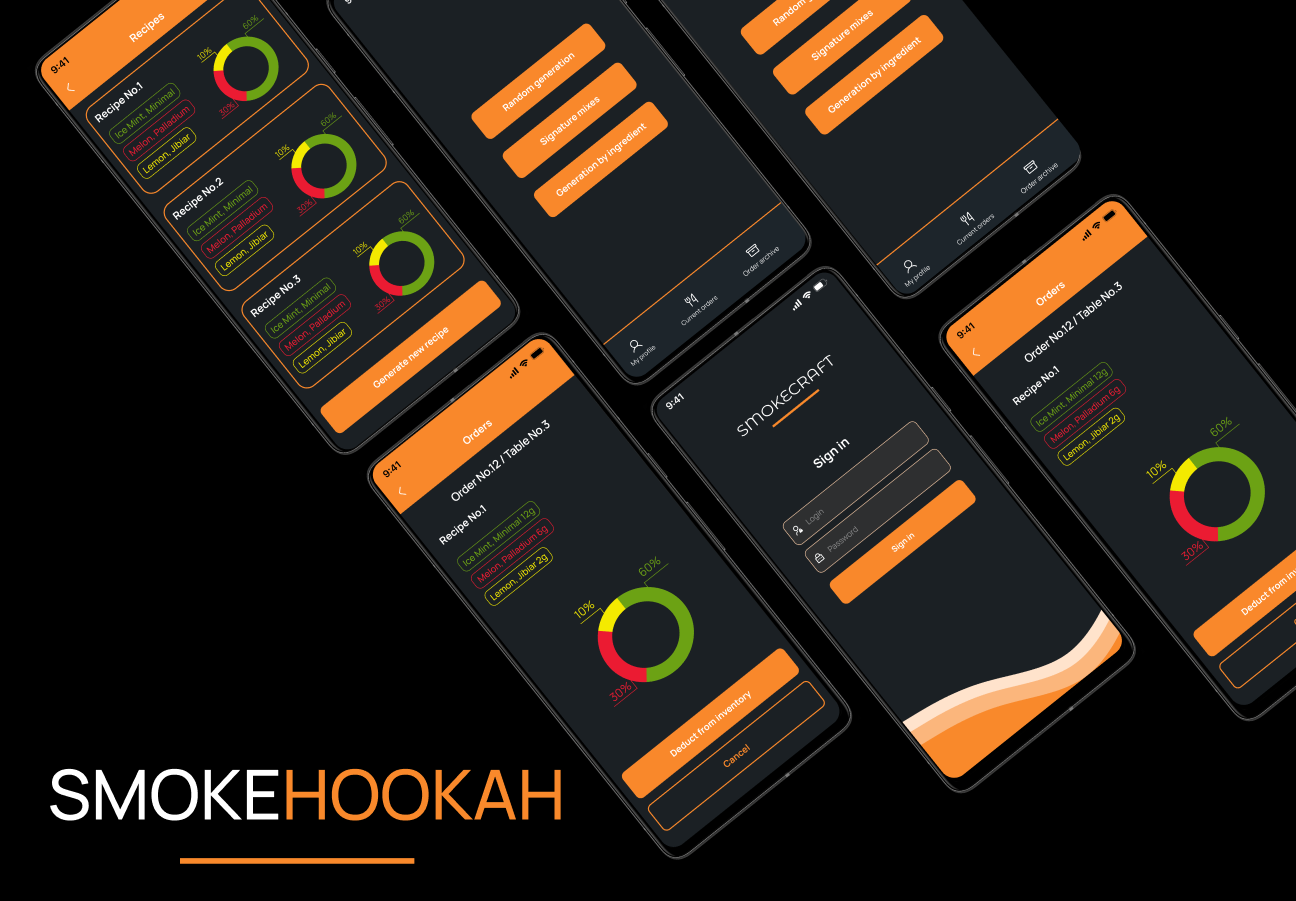 9:41
Recipes
Recipe No.1
Ice Mint, Minimal
Melon, Palladium
Lemon, Jibiar
60%
10%
30%
Recipe No.2
Ice Mint, Minimal
Melon, Palladium
Lemon, Jibiar
60%
10%
30%
Recipe No.3
Ice Mint, Minimal
Melon, Palladium
Lemon, Jibiar
60%
10%
30%
Generate new recipe
Random generation
Signature mixes
Generation by ingredient
My profile
Current orders
Order archive
Signature mixes
Generation by ingredient
My profile
Current orders
Order archive
9:41
Orders
Order No.12 / Table No.3
Recipe No.1
Ice Mint, Minimal 12g
Melon, Palladium 6g
Lemon, Jibiar 2g
60%
10%
30%
Deduct from inventory
Cancel
9:41
SMOKECRAFT
Sign in
Login
Password
Sign in
9:41
Orders
Order No.12 / Table No.3
Recipe No.1
Ice Mint, Minimal 12g
Melon, Palladium 6g
Lemon, Jibiar 2g
60%
10%
30%
Deduct from
SMOKEHOOKAH